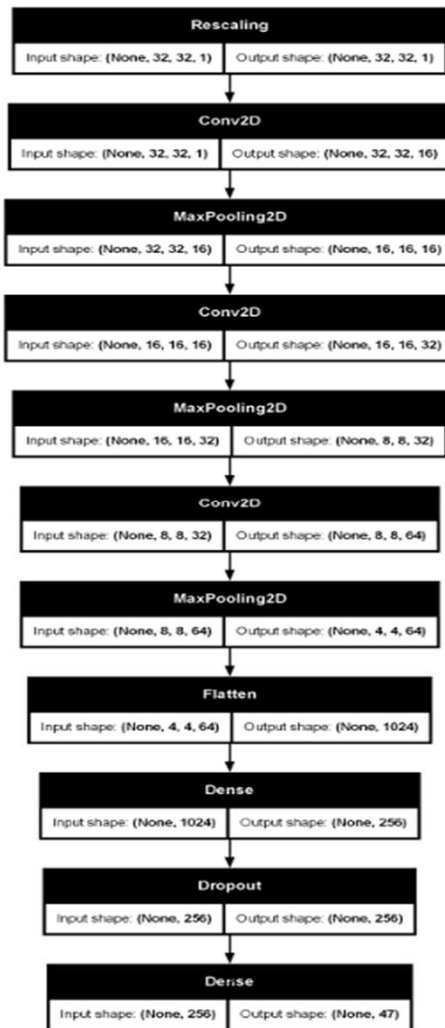 Rescaling
Input shape: (None, 32, 32, 1) Output shape: (None, 32, 32, 1)
Conv2D
Input shape: (None, 32, 32, 1) Output shape: (None, 32, 32, 16)
MaxPooling2D
Input shape: (None, 32, 32, 16) Output shape: (None, 16, 16, 16)
Conv2D
Input shape: (None, 16, 16, 16) Output shape: (None, 16, 16, 32)
MaxPooling2D
Input shape: (None, 16, 16, 32) Output shape: (None, 8, 8, 32)
Conv2D
Input shape: (None, 8, 8, 32) Output shape: (None, 8, 8, 64)
MaxPooling2D
Input shape: (None, 8, 8, 64) Output shape: (None, 4, 4, 64)
Flatten
Input shape: (None, 4, 4, 64) Output shape: (None, 1024)
Dense
Input shape: (None, 1024) Output shape: (None, 256)
Dropout
Input shape: (None, 256) Output shape: (None, 256)
Dense
Input shape: (None, 256) Output shape: (None, 47)